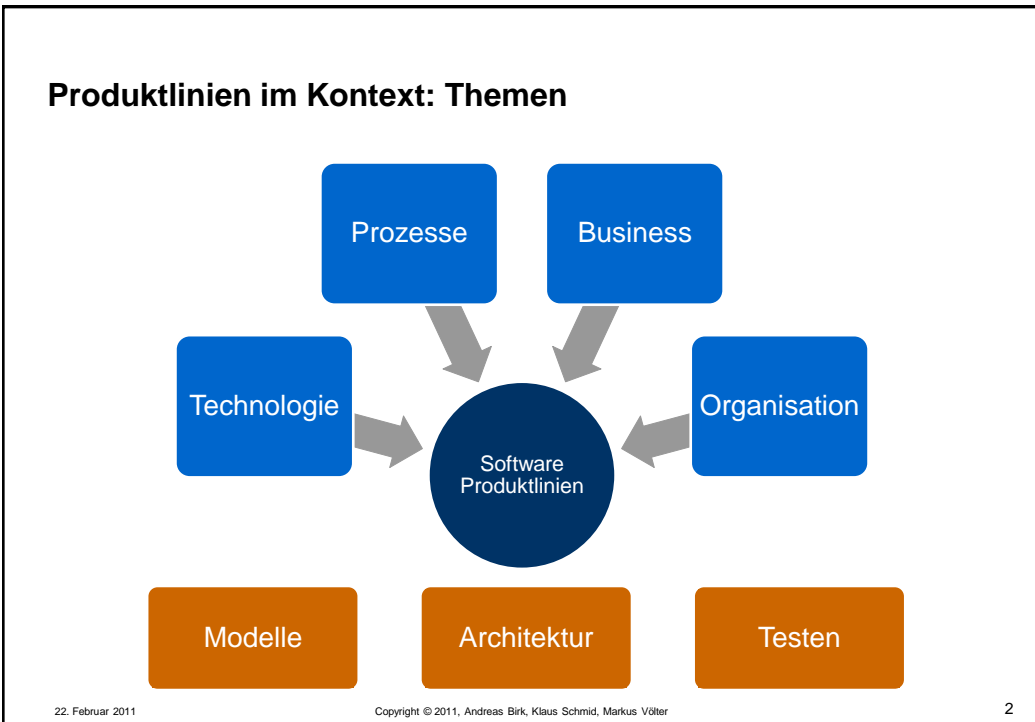 Produktlinien im Kontext: Themen
Prozesse
Business
Technologie
Organisation
Software
Produktlinien
Modelle
Architektur
Testen
22. Februar 2011
Copyright © 2011, Andreas Birk, Klaus Schmid, Markus Völter
2